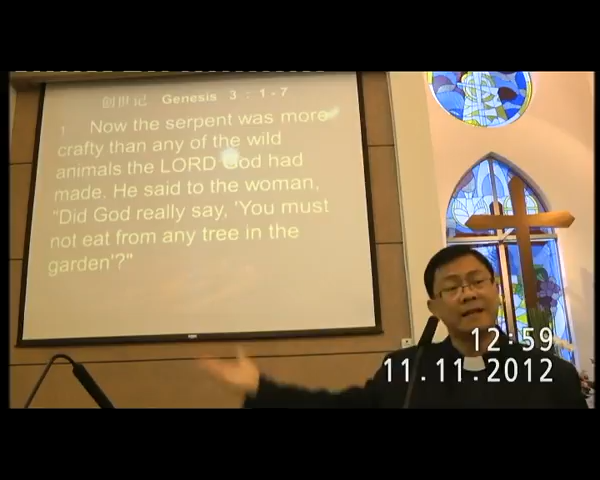 创世记 Genesis 3:1-7
1 Now the serpent was more
crafty than any of the wild
animals the LORD God had
made. He said to the woman,
"Did God really say, 'You must
not eat from any tree in the
garden'?"
12:59
11.11.2012